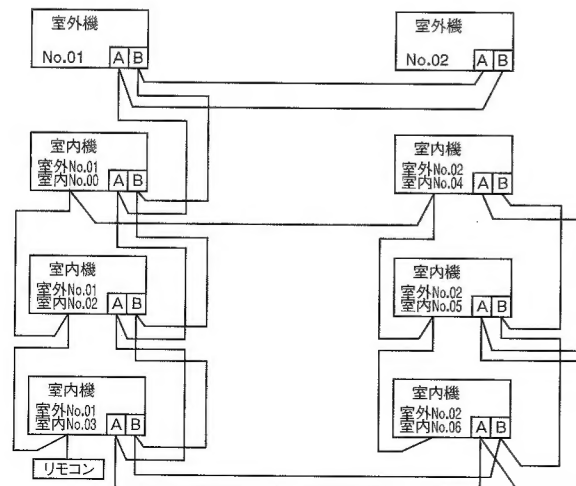 室外機
No.01 A B
室外機
No.02 A B
室内機
室外No.01
室内No.00 A B
室内機
室外No.02
室内No.04 A B
室内機
室外No.01
室内No.02 A B
室内機
室外No.02
室内No.05 A B
室内機
室外No.01
室内No.03 A B
室内機
室外No.02
室内No.06 A B
リモコン